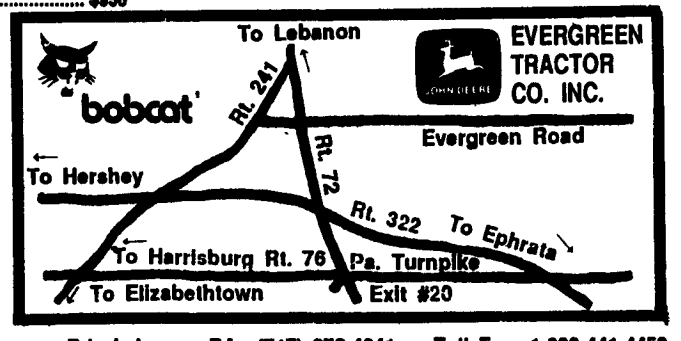 $950
To Lebanon
bobcat
JOHN DEERE
EVERGREEN
TRACTOR
CO. INC.
Rt. 241
Evergreen Road
Rt. 72
To Hershey
Rt. 322
To Ephrata
To Harrisburg Rt. 76
Pa. Turnpike
To Elizabethtown
Exit #20